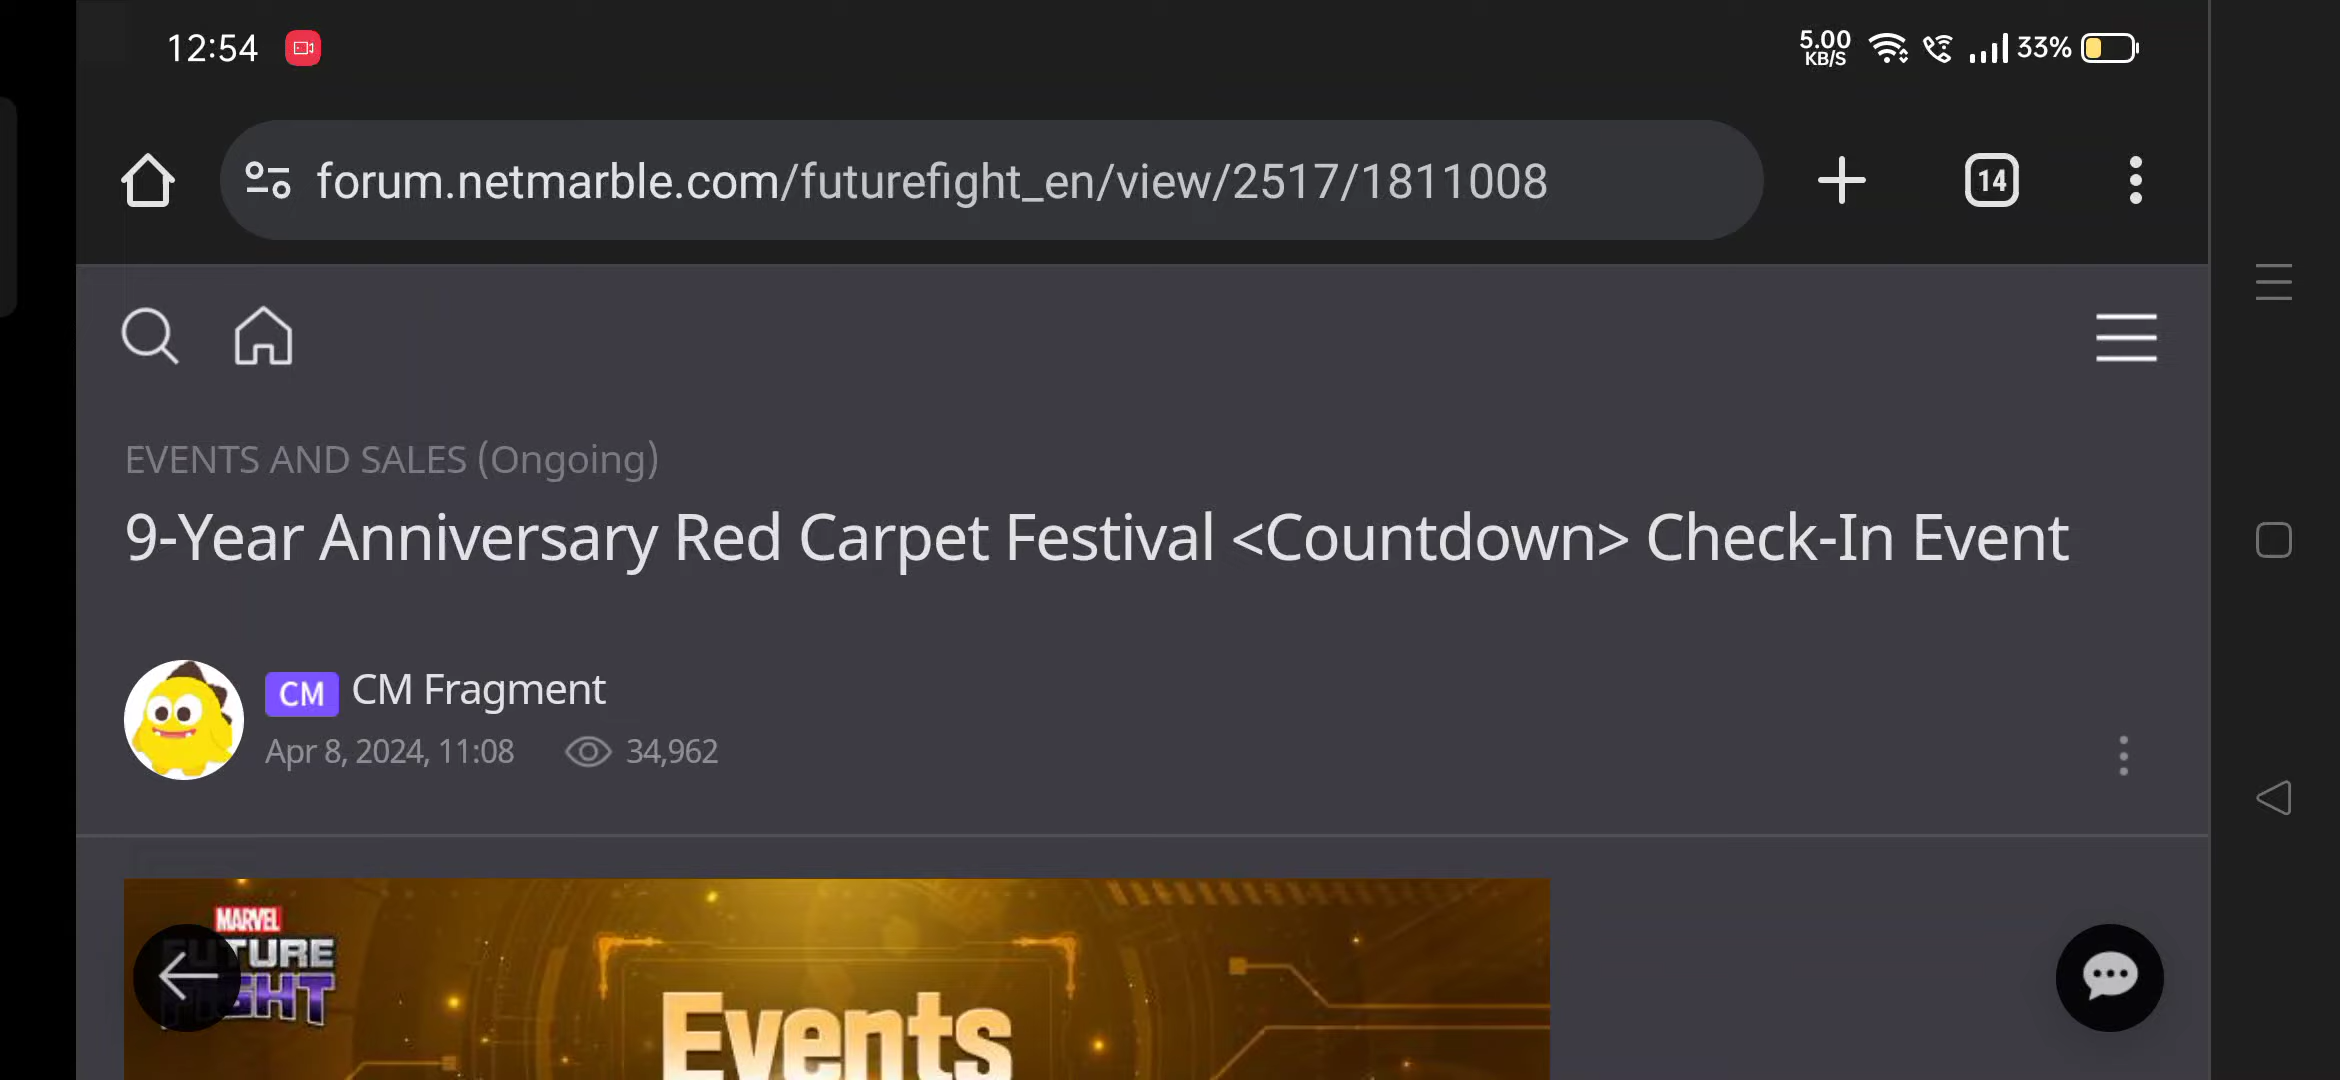 12:54
5.00
KB/S
33%
forum.netmarble.com/futurefight_en/view/2517/1811008
14
EVENTS AND SALES (Ongoing)
9-Year Anniversary Red Carpet Festival <Countdown> Check-In Event
CM CM Fragment
Apr 8, 2024, 11:08 34,962
MARVEL
FUTURE
FIGHT
Events